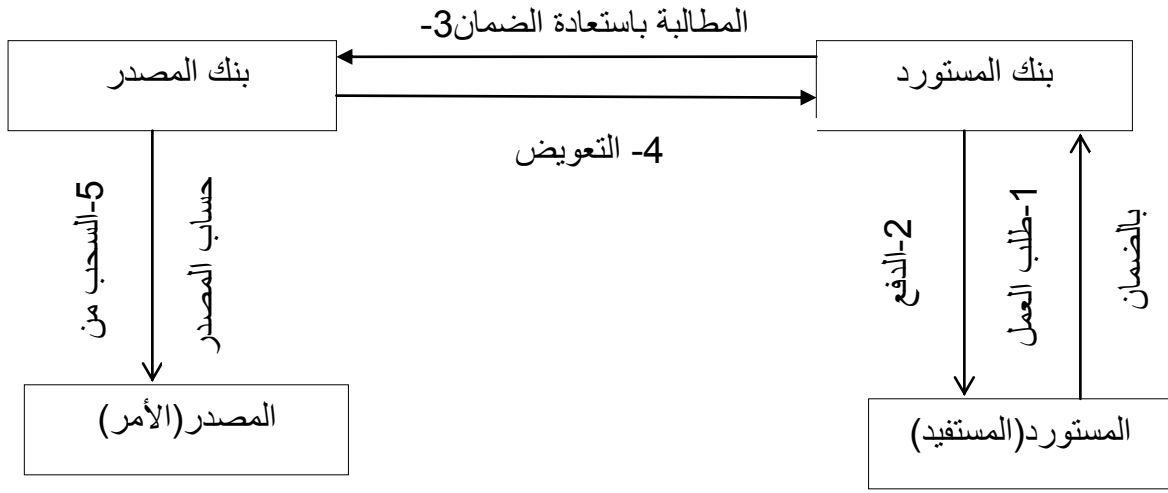 المطالبة باستعادة الضمان3-
بنك المستورد
بنك المصدر
4- التعويض
1-طلب العمل
بالضمان
2-الدفع
5-السحب من
حساب المصدر
المستورد(المستفيد)
المصدر(الأمر)